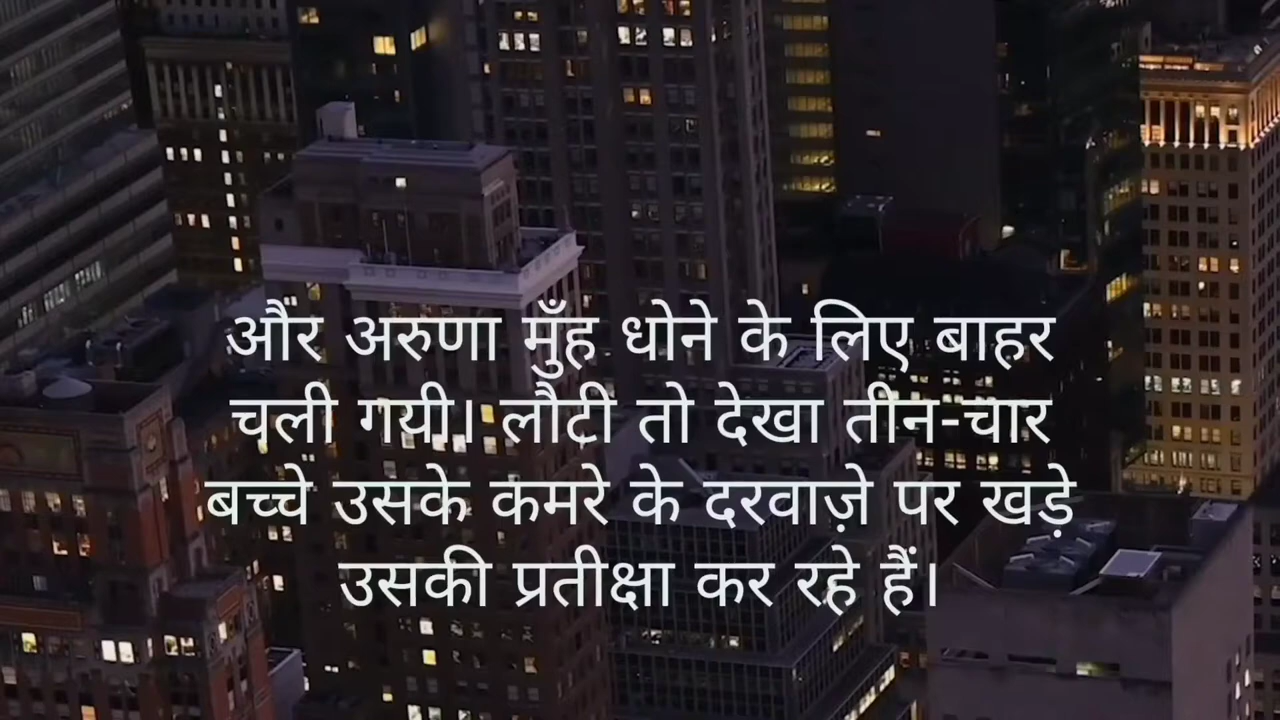 और अरुणा मुँह धोने के लिए बाहर
चली गयी। लौटी तो देखा तीन-चार
बच्चे उसके कमरे के दरवाज़े पर खड़े
उसकी प्रतीक्षा कर रहे हैं।